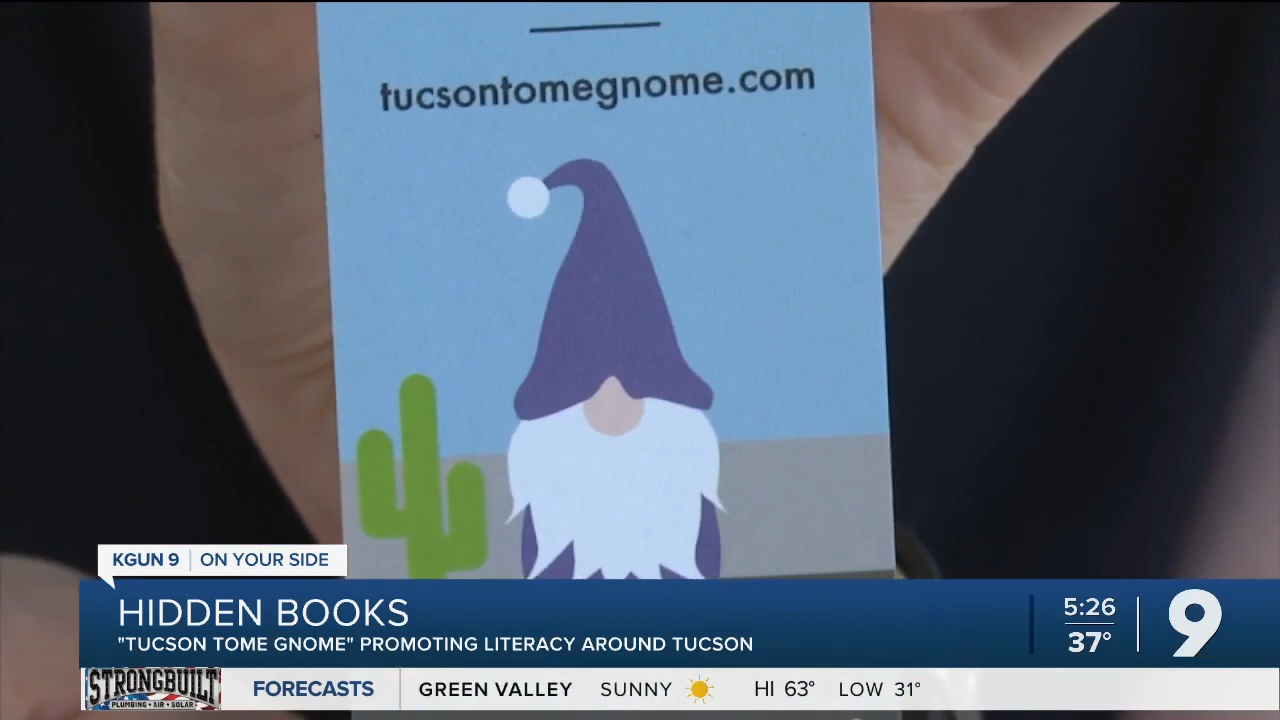 tucsontomegnome.com
KGUN 9 | ON YOUR SIDE
HIDDEN BOOKS
"TUCSON TOME GNOME" PROMOTING LITERACY AROUND TUCSON
5:26
37°
9
STRONGBUILT
PLUMBING • AIR • SOLAR
FORECASTS
GREEN VALLEY SUNNY HI 63° LOW 31°